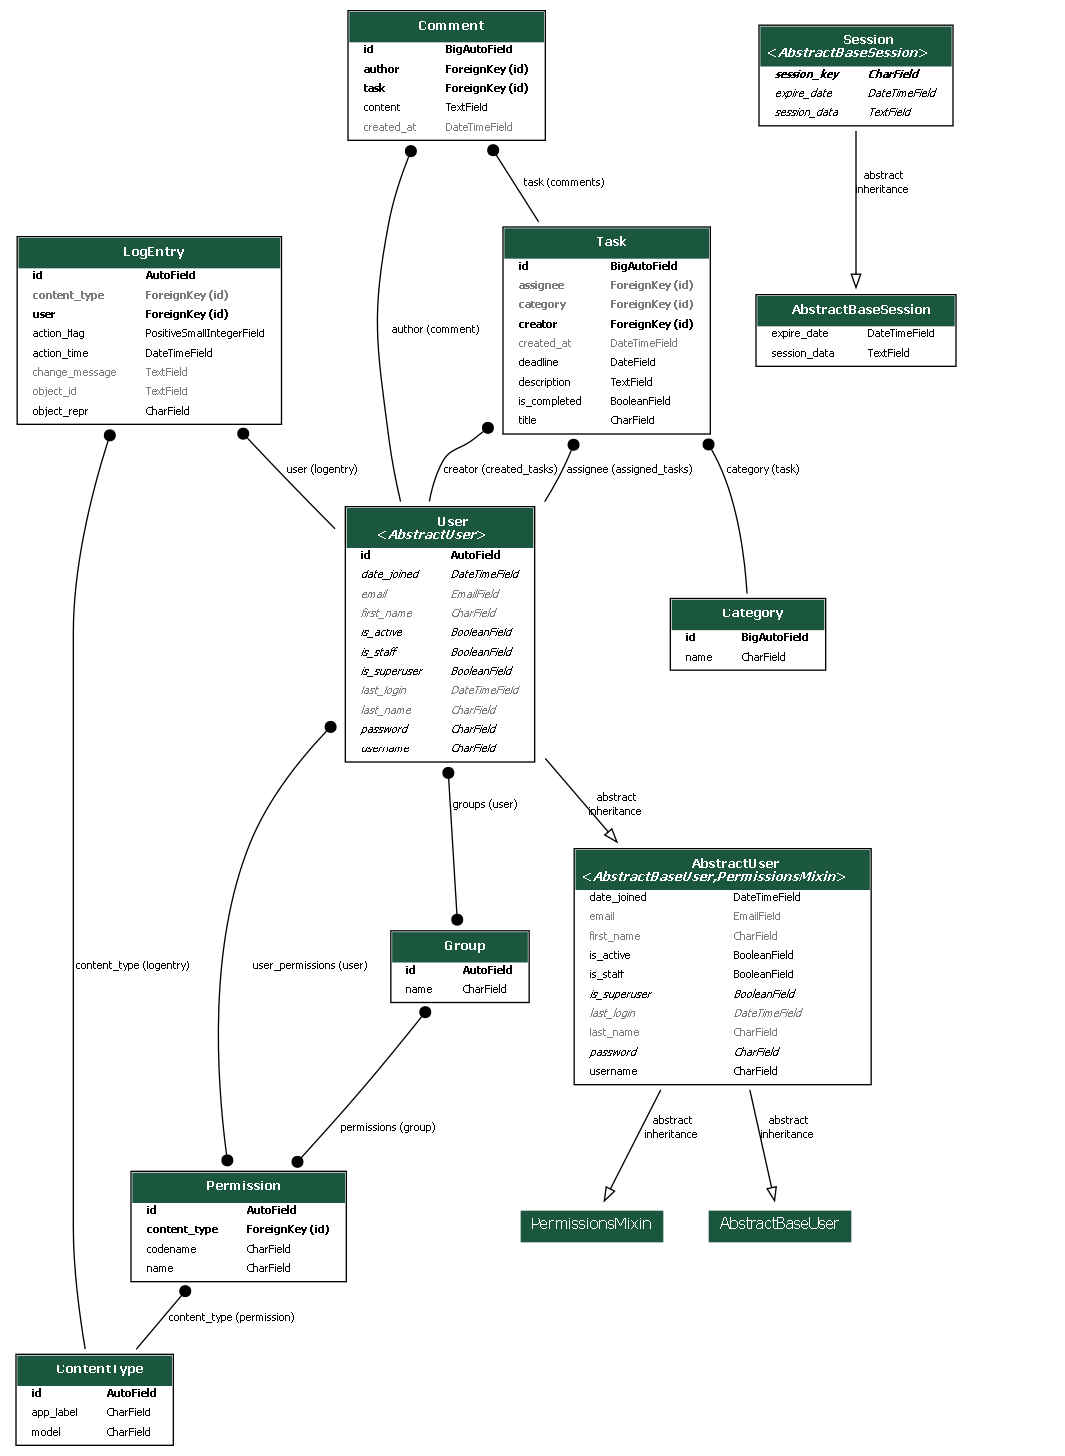 Comment
id BigAutoField
author ForeignKey (id)
task ForeignKey (id)
content TextField
created_at DateTimeField
Session
<AbstractBaseSession>
session_key CharField
expire_date DateTimeField
session_data TextField
task (comments)
abstract
inheritance
LogEntry
id AutoField
content_type ForeignKey (id)
user ForeignKey (id)
action_flag PositiveSmallIntegerField
action_time DateTimeField
change_message TextField
object_id TextField
object_repr CharField
Task
id BigAutoField
assignee ForeignKey (id)
category ForeignKey (id)
creator ForeignKey (id)
created_at DateTimeField
deadline DateField
description TextField
is_completed BooleanField
title CharField
AbstractBaseSession
expire_date DateTimeField
session_data TextField
author (comment)
user (logentry)
creator (created_tasks)
assignee (assigned_tasks)
category (task)
User
<AbstractUser>
id AutoField
date_joined DateTimeField
email EmailField
first_name CharField
is_active BooleanField
is_staff BooleanField
is_superuser BooleanField
last_login DateTimeField
last_name CharField
password CharField
username CharField
Category
id BigAutoField
name CharField
groups (user)
abstract
inheritance
AbstractUser
<AbstractBaseUser,PermissionsMixin>
date_joined DateTimeField
email EmailField
first_name CharField
is_active BooleanField
is_staff BooleanField
is_superuser BooleanField
last_login DateTimeField
last_name CharField
password CharField
username CharField
content_type (logentry)
user_permissions (user)
Group
id AutoField
name CharField
permissions (group)
abstract
inheritance
abstract
inheritance
Permission
id AutoField
content_type ForeignKey (id)
codename CharField
name CharField
PermissionsMixin
AbstractBaseUser
content_type (permission)
ContentType
id AutoField
app_label CharField
model CharField